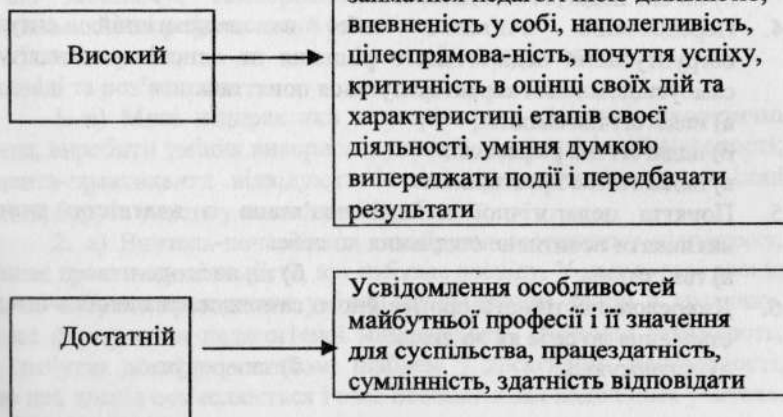 Високий
впевненість у собі, наполегливість,
цілеспрямова-ність, почуття успіху,
критичність в оцінці своїх дій та
характеристиці етапів своєї
діяльності, уміння думкою
випереджати події і передбачати
результати
Достатній
Усвідомлення особливостей
майбутньої професії і її значення
для суспільства, працездатність,
сумлінність, здатність відповідати